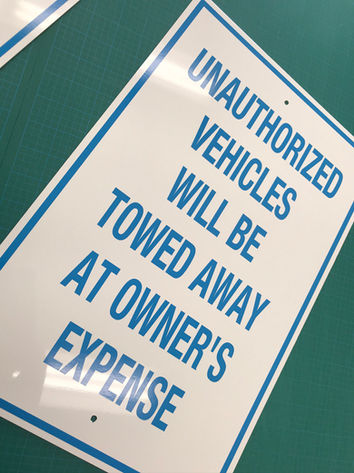 UNAUTHORIZED
VEHICLES
WILL BE
TOWED AWAY
AT OWNER'S
EXPENSE